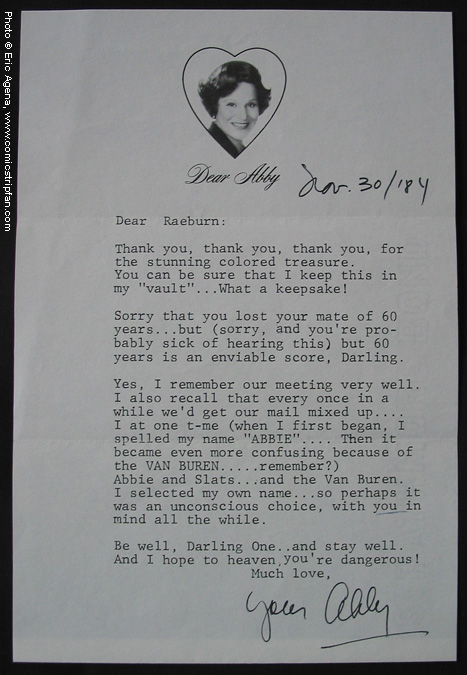 Photo © Eric Agena, www.comicstripfan.com
Dear Abby
Nov. 30/'84
Dear Raeburn:
Thank you, thank you, thank you, for
the stunning colored treasure.
You can be sure that I keep this in
my "vault"...What a keepsake!
Sorry that you lost your mate of 60
years...but (sorry, and you're pro-
bably sick of hearing this) but 60
years is an enviable score, Darling.
Yes, I remember our meeting very well.
I also recall that every once in a
while we'd get our mail mixed up....
I at one t-me (when I first began, I
spelled my name "ABBIE".... Then it
became even more confusing because of
the VAN BUREN.....remember?)
Abbie and Slats...and the Van Buren.
I selected my own name...so perhaps it
was an unconscious choice, with you in
mind all the while.
Be well, Darling One..and stay well.
And I hope to heaven you're dangerous!
Much love,
Your Abby